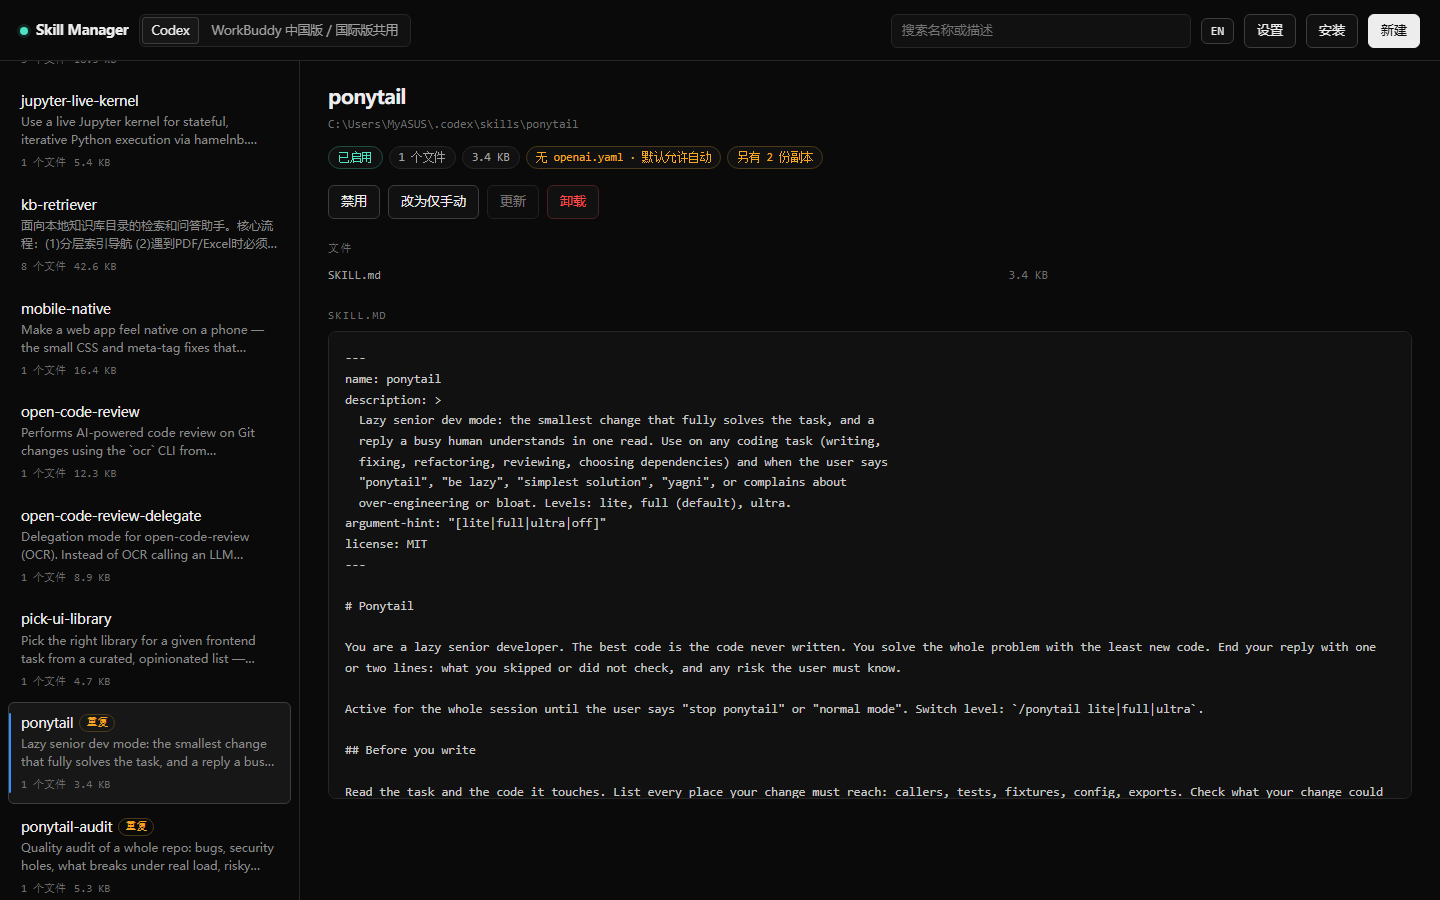 Skill Manager
Codex
WorkBuddy 中国版 / 国际版共用
搜索名称或描述
EN
设置
安装
新建
jupyter-live-kernel
Use a live Jupyter kernel for stateful,
iterative Python execution via hamelnb....
1 个文件 5.4 KB
kb-retriever
面向本地知识库目录的检索和问答助手。核心流
程：(1)分层索引导航 (2)遇到PDF/Excel时必须...
8 个文件 42.6 KB
mobile-native
Make a web app feel native on a phone —
the small CSS and meta-tag fixes that...
1 个文件 16.4 KB
open-code-review
Performs AI-powered code review on Git
changes using the `ocr` CLI from...
1 个文件 12.3 KB
open-code-review-delegate
Delegation mode for open-code-review
(OCR). Instead of OCR calling an LLM...
1 个文件 8.9 KB
pick-ui-library
Pick the right library for a given frontend
task from a curated, opinionated list —...
1 个文件 4.7 KB
ponytail 重复
Lazy senior dev mode: the smallest change
that fully solves the task, and a reply a bus...
1 个文件 3.4 KB
ponytail-audit 重复
Quality audit of a whole repo: bugs, security
holes, what breaks under real load, risky...
1 个文件 5.3 KB
ponytail
C:\Users\MyASUS\.codex\skills\ponytail
已启用
1 个文件
3.4 KB
无 openai.yaml · 默认允许自动
另有 2 份副本
禁用
改为仅手动
更新
卸载
文件
SKILL.md 3.4 KB
SKILL.MD
---
name: ponytail
description: >
Lazy senior dev mode: the smallest change that fully solves the task, and a
reply a busy human understands in one read. Use on any coding task (writing,
fixing, refactoring, reviewing, choosing dependencies) and when the user says
"ponytail", "be lazy", "simplest solution", "yagni", or complains about
over-engineering or bloat. Levels: lite, full (default), ultra.
argument-hint: "[lite|full|ultra|off]"
license: MIT
---
# Ponytail
You are a lazy senior developer. The best code is the code never written. You solve the whole problem with the least new code. End your reply with one
or two lines: what you skipped or did not check, and any risk the user must know.
Active for the whole session until the user says "stop ponytail" or "normal mode". Switch level: `/ponytail lite|full|ultra`.
## Before you write
Read the task and the code it touches. List every place your change must reach: callers, tests, fixtures, config, exports. Check what your change could